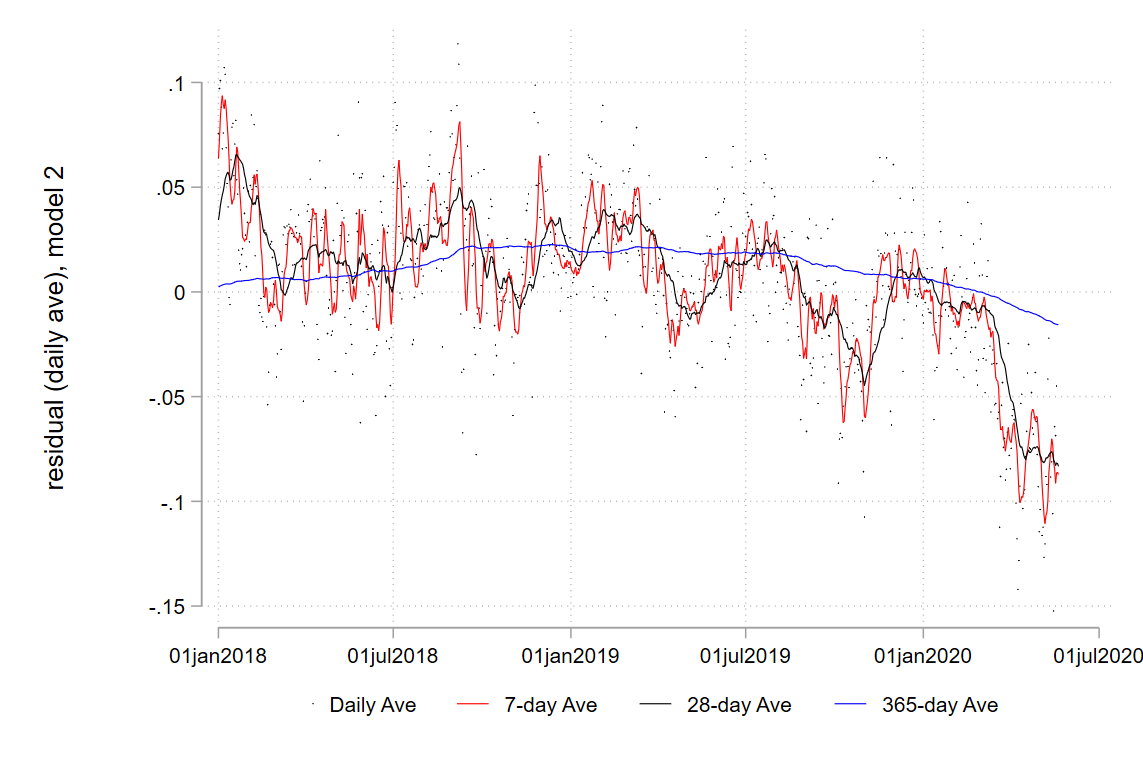 residual (daily ave), model 2
.1
.05
0
-.05
-.1
-.15
01jan2018 01jul2018 01jan2019 01jul2019 01jan2020 01jul2020
Daily Ave 7-day Ave 28-day Ave 365-day Ave